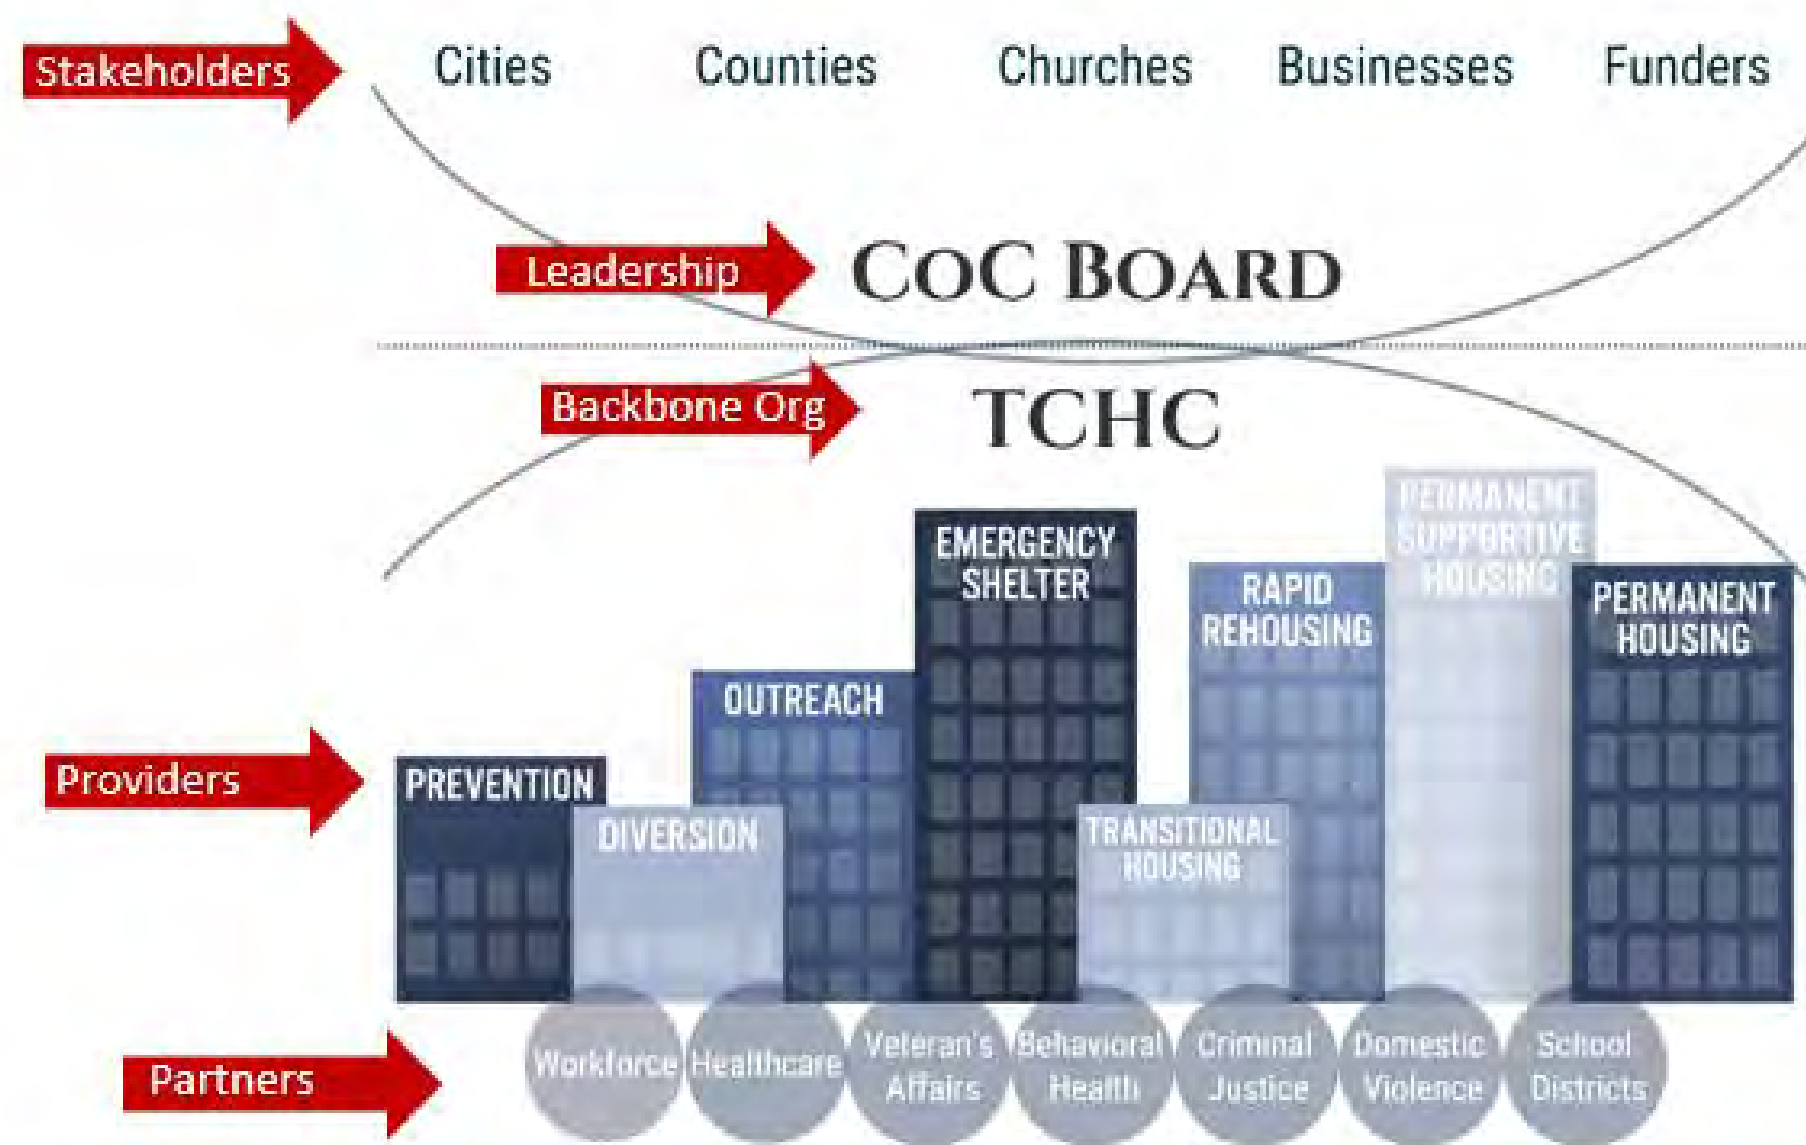 Stakeholders Cities Counties Churches Businesses Funders
Leadership CoC Board
Backbone Org TCHC
PERMANENT
SUPPORTIVE
HOUSING
EMERGENCY
SHELTER
RAPID
REHOUSING
PERMANENT
HOUSING
OUTREACH
Providers
PREVENTION
DIVERSION
TRANSITIONAL
HOUSING
Partners
Workforce
Healthcare
Veteran's
Affairs
Behavioral
Health
Criminal
Justice
Domestic
Violence
School
Districts